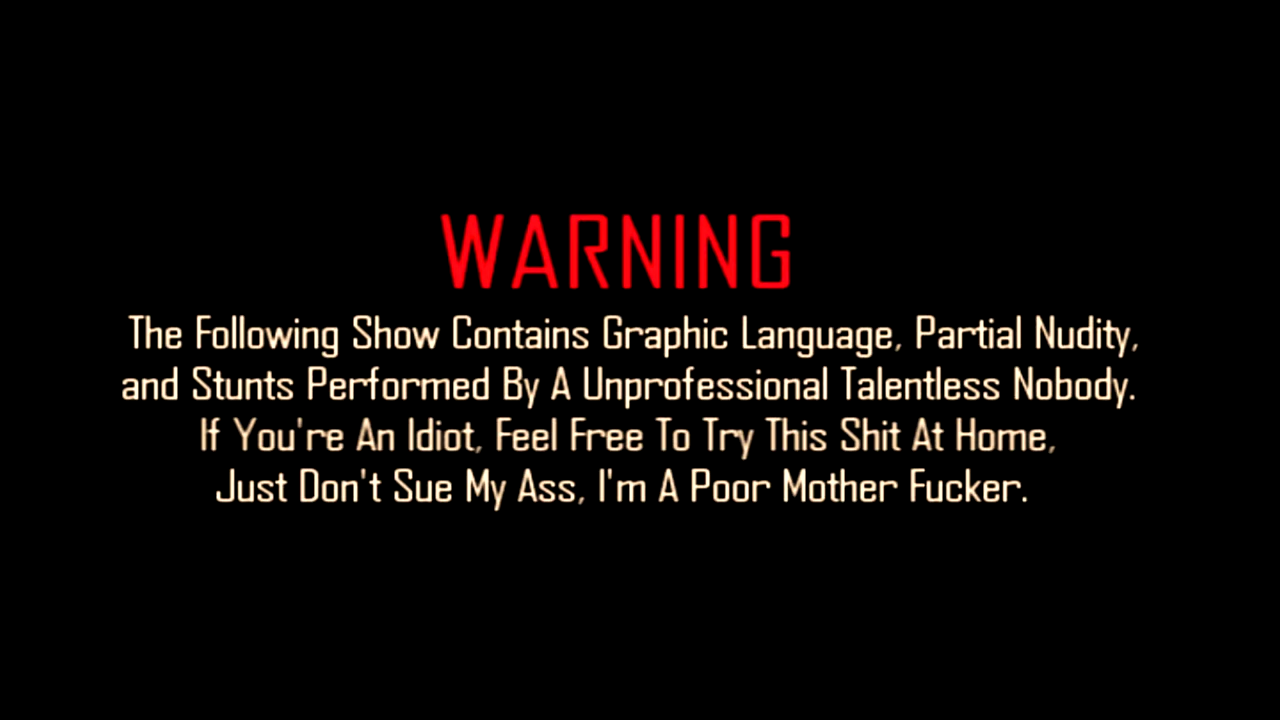 WARNING
The Following Show Contains Graphic Language, Partial Nudity,
and Stunts Performed By A Unprofessional Talentless Nobody.
If You're An Idiot, Feel Free To Try This Shit At Home,
Just Don't Sue My Ass, I'm A Poor Mother Fucker.